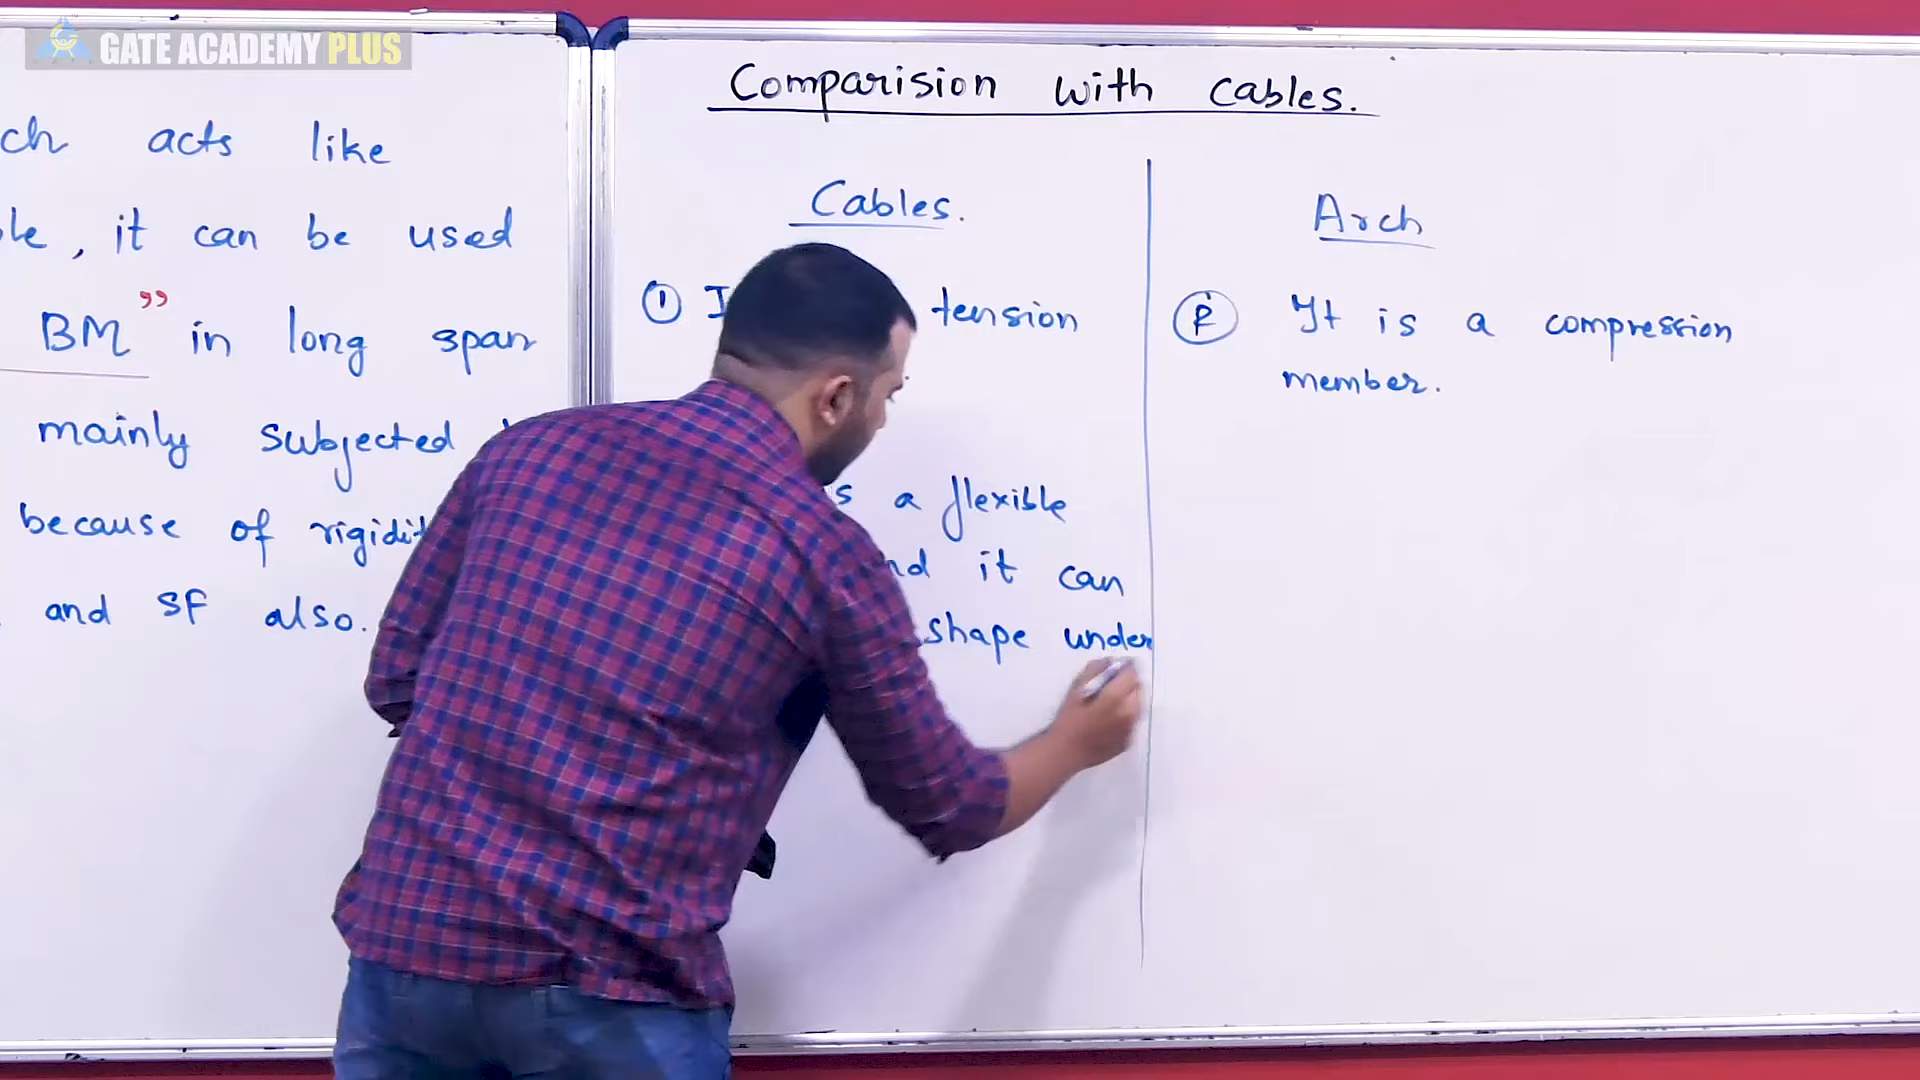 GATE ACADEMY PLUS
ch acts like
le, it can be used
BM" in long span
mainly subjected
because of rigidit
and SF also.
Comparision with cables.
Cables.
① I tension
s a flexible
nd it can
shape under
Arch
It is a compression
member.